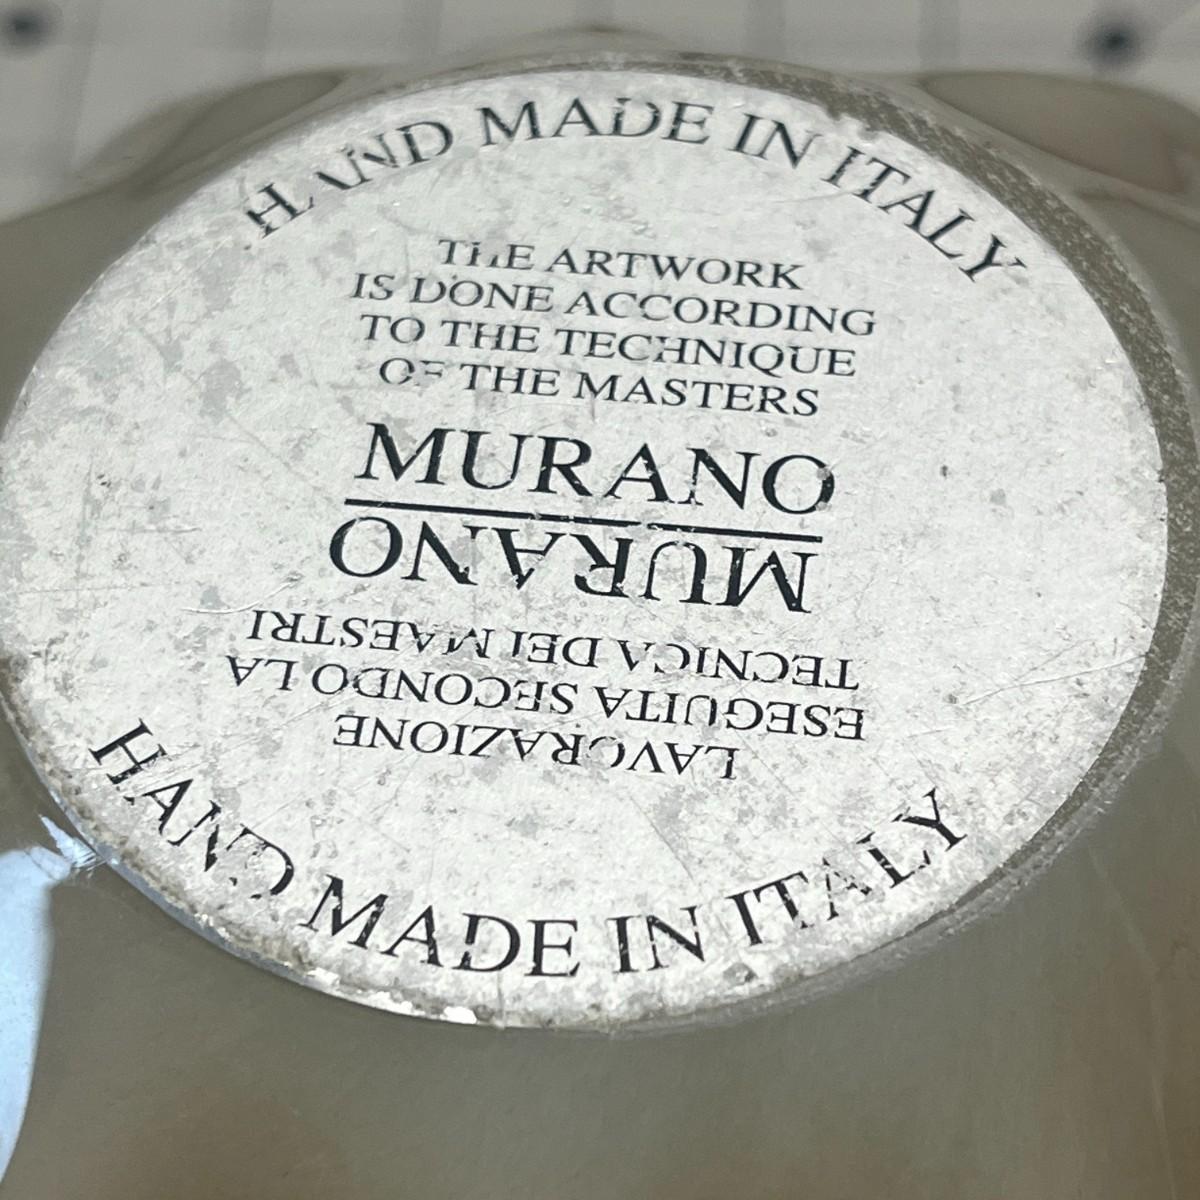 HAND MADE IN ITALY
THE ARTWORK
IS DONE ACCORDING
TO THE TECHNIQUE
OF THE MASTERS
MURANO
MURANO
TECNICA DEI MAESTRI
ESEGUITA SECONDO LA
LAVORAZIONE
HAND MADE IN ITALY